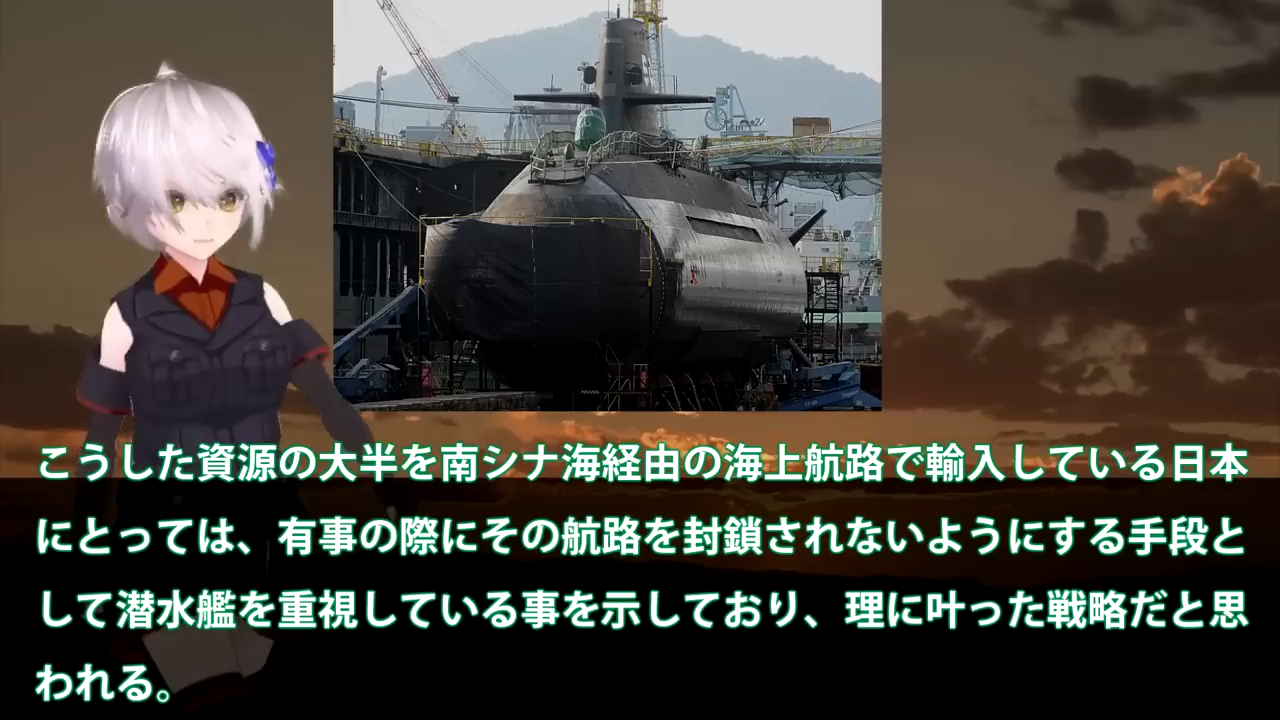 こうした資源の大半を南シナ海経由の海上航路で輸入している日本
にとっては、有事の際にその航路を封鎖されないようにする手段と
して潜水艦を重視している事を示しており、理に叶った戦略だと思
われる。